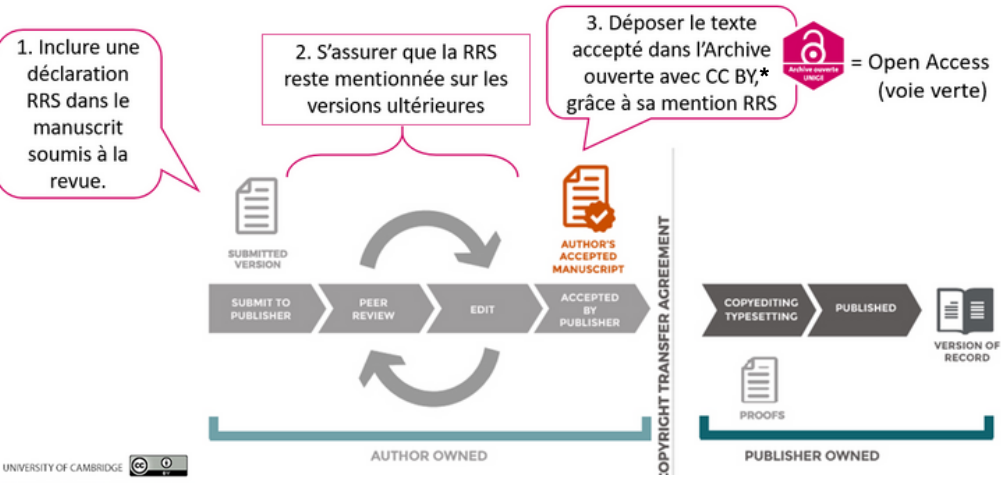 1. Inclure une
déclaration
RRS dans le
manuscrit
soumis à la
revue.
2. S’assurer que la RRS
reste mentionnée sur les
versions ultérieures
3. Déposer le texte
accepté dans l’Archive
ouverte avec CC BY,*
grâce à sa mention RRS
Archive ouverte
UNIGE
= Open Access
(voie verte)
SUBMITTED
VERSION
AUTHOR'S
ACCEPTED
MANUSCRIPT
SUBMIT TO
PUBLISHER
PEER
REVIEW
EDIT
ACCEPTED
BY
PUBLISHER
COPYRIGHT TRANSFER AGREEMENT
COPYEDITING
TYPESETTING
PUBLISHED
VERSION OF
RECORD
PROOFS
AUTHOR OWNED
PUBLISHER OWNED
UNIVERSITY OF CAMBRIDGE
cc
BY